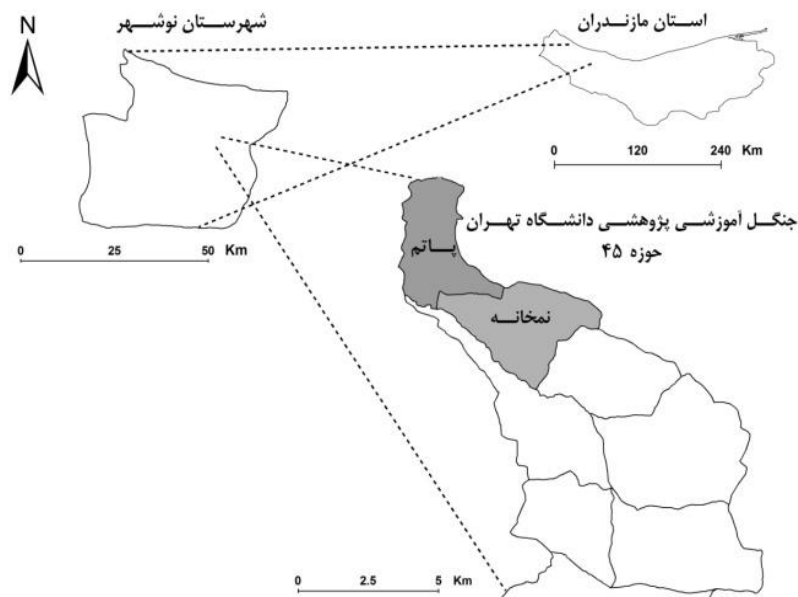 استان مازندران
شهرستان نوشهر
N
0 120 240 Km
0 25 50 Km
جنگل آموزشی پژوهشی دانشگاه تهران
حوزه ۴۵
پاتم
نمخانه
0 2.5 5 Km